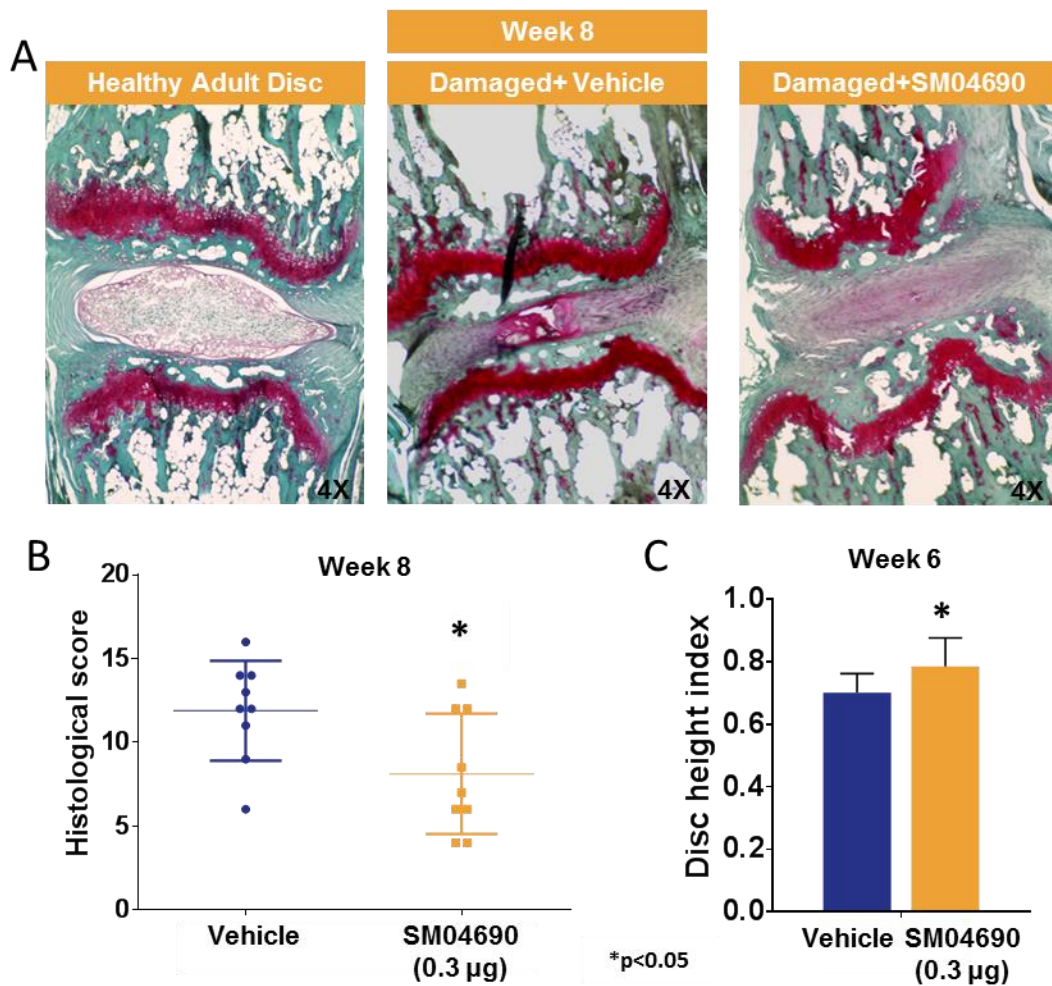 A
Week 8
Healthy Adult Disc
Damaged+ Vehicle
Damaged+SM04690
4X
4X
4X
B
Week 8
Histological score
20
15
10
5
0
*
Vehicle
SM04690
(0.3 µg)
*p<0.05
C
Week 6
Disc height index
1.0
0.8
0.6
0.4
0.2
0.0
*
Vehicle SM04690
(0.3 µg)